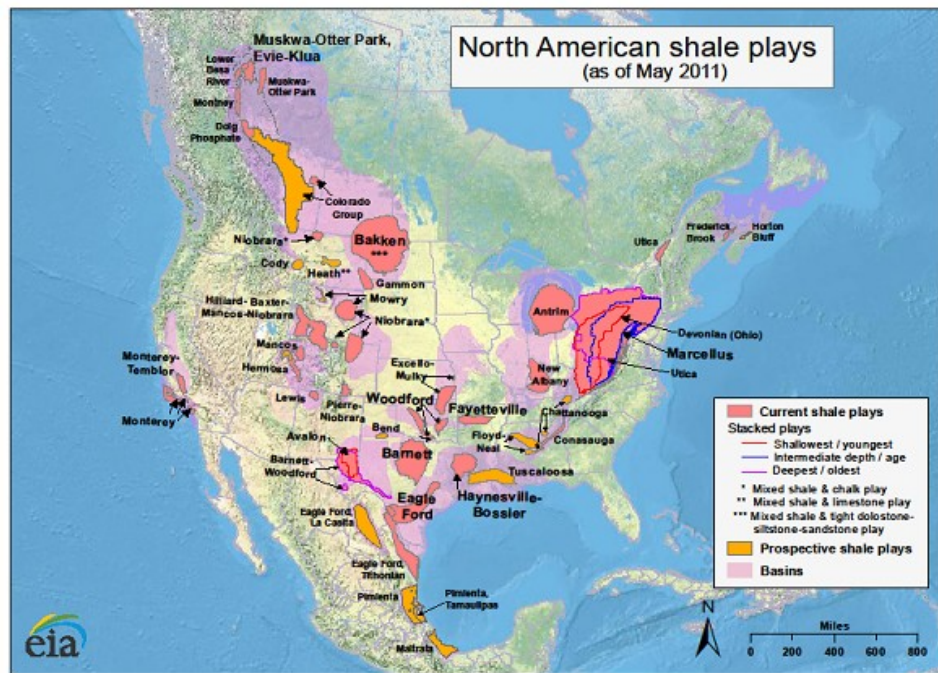 North American shale plays
(as of May 2011)
Muskwa-Otter Park,
Evie-Klua
Lower
Besa
River
Muskwa-
Otter Park
Montney
Doig
Phosphate
Colorado
Group
Niobrara*
Bakken
***
Cody
Heath**
Gammon
Mowry
Hilliard-Baxter-
Mancos-Niobrara
Niobrara*
Mancos
Hermosa
Monterey-
Temblor
Monterey
Lewis
Pierre-
Niobrara
Excello-
Mulky
Woodford
Bend
Fayetteville
New
Albany
Antrim
Utica
Frederick
Brook
Horton
Bluff
Devonian (Ohio)
Marcellus
Utica
Chattanooga
Floyd-
Neal
Conasauga
Tuscaloosa
Avalon
Barnett-
Woodford
Barnett
Haynesville-
Bossier
Eagle
Ford
Eagle Ford,
La Casita
Eagle Ford,
Tithonian
Pimienta
Pimienta,
Tamaulipas
Maltrata
Current shale plays
Stacked plays
Shallowest / youngest
Intermediate depth / age
Deepest / oldest
* Mixed shale & chalk play
** Mixed shale & limestone play
*** Mixed shale & tight dolostone-
siltstone-sandstone play
Prospective shale plays
Basins
N
Miles
0 200 400 600 800
eia